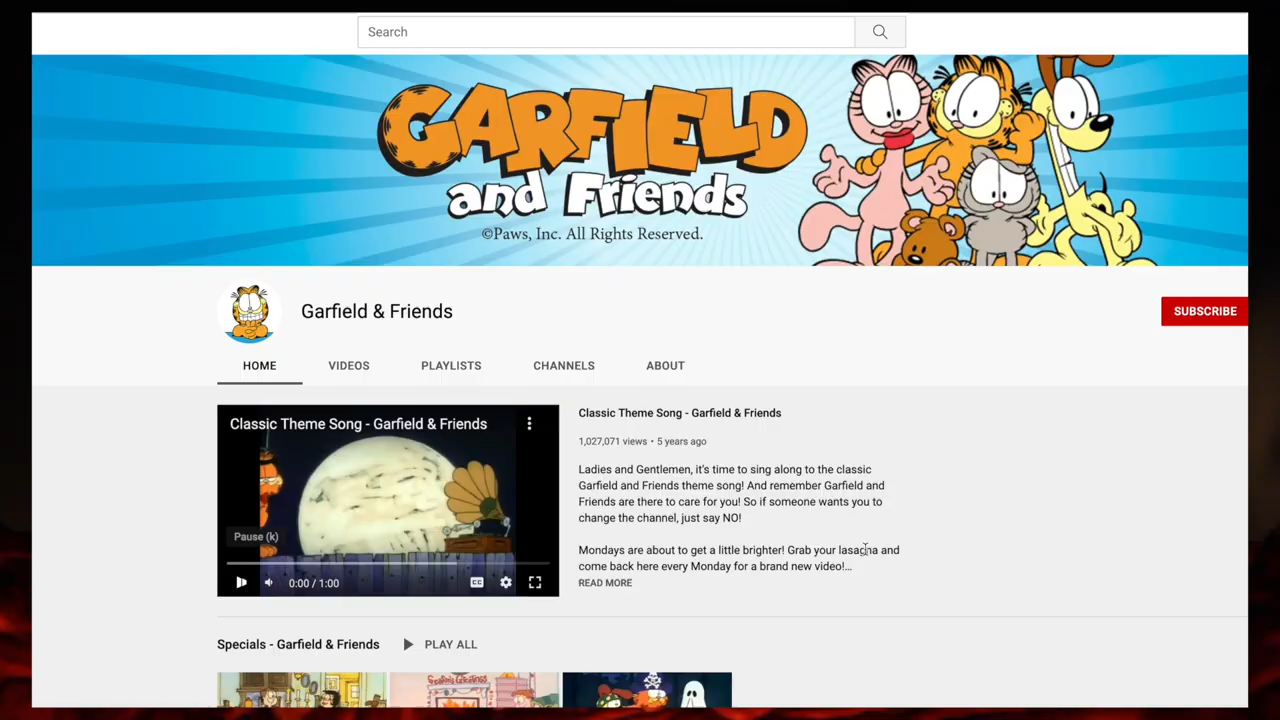 Search
GARFIELD
and Friends
©Paws, Inc. All Rights Reserved.
Garfield & Friends
SUBSCRIBE
HOME VIDEOS PLAYLISTS CHANNELS ABOUT
Classic Theme Song - Garfield & Friends
Pause (k)
0:00 / 1:00
CC
Classic Theme Song - Garfield & Friends
1,027,071 views • 5 years ago
Ladies and Gentlemen, it's time to sing along to the classic
Garfield and Friends theme song! And remember Garfield and
Friends are there to care for you! So if someone wants you to
change the channel, just say NO!
Mondays are about to get a little brighter! Grab your lasagna and
come back here every Monday for a brand new video!...
READ MORE
Specials - Garfield & Friends PLAY ALL
Season's Greetings